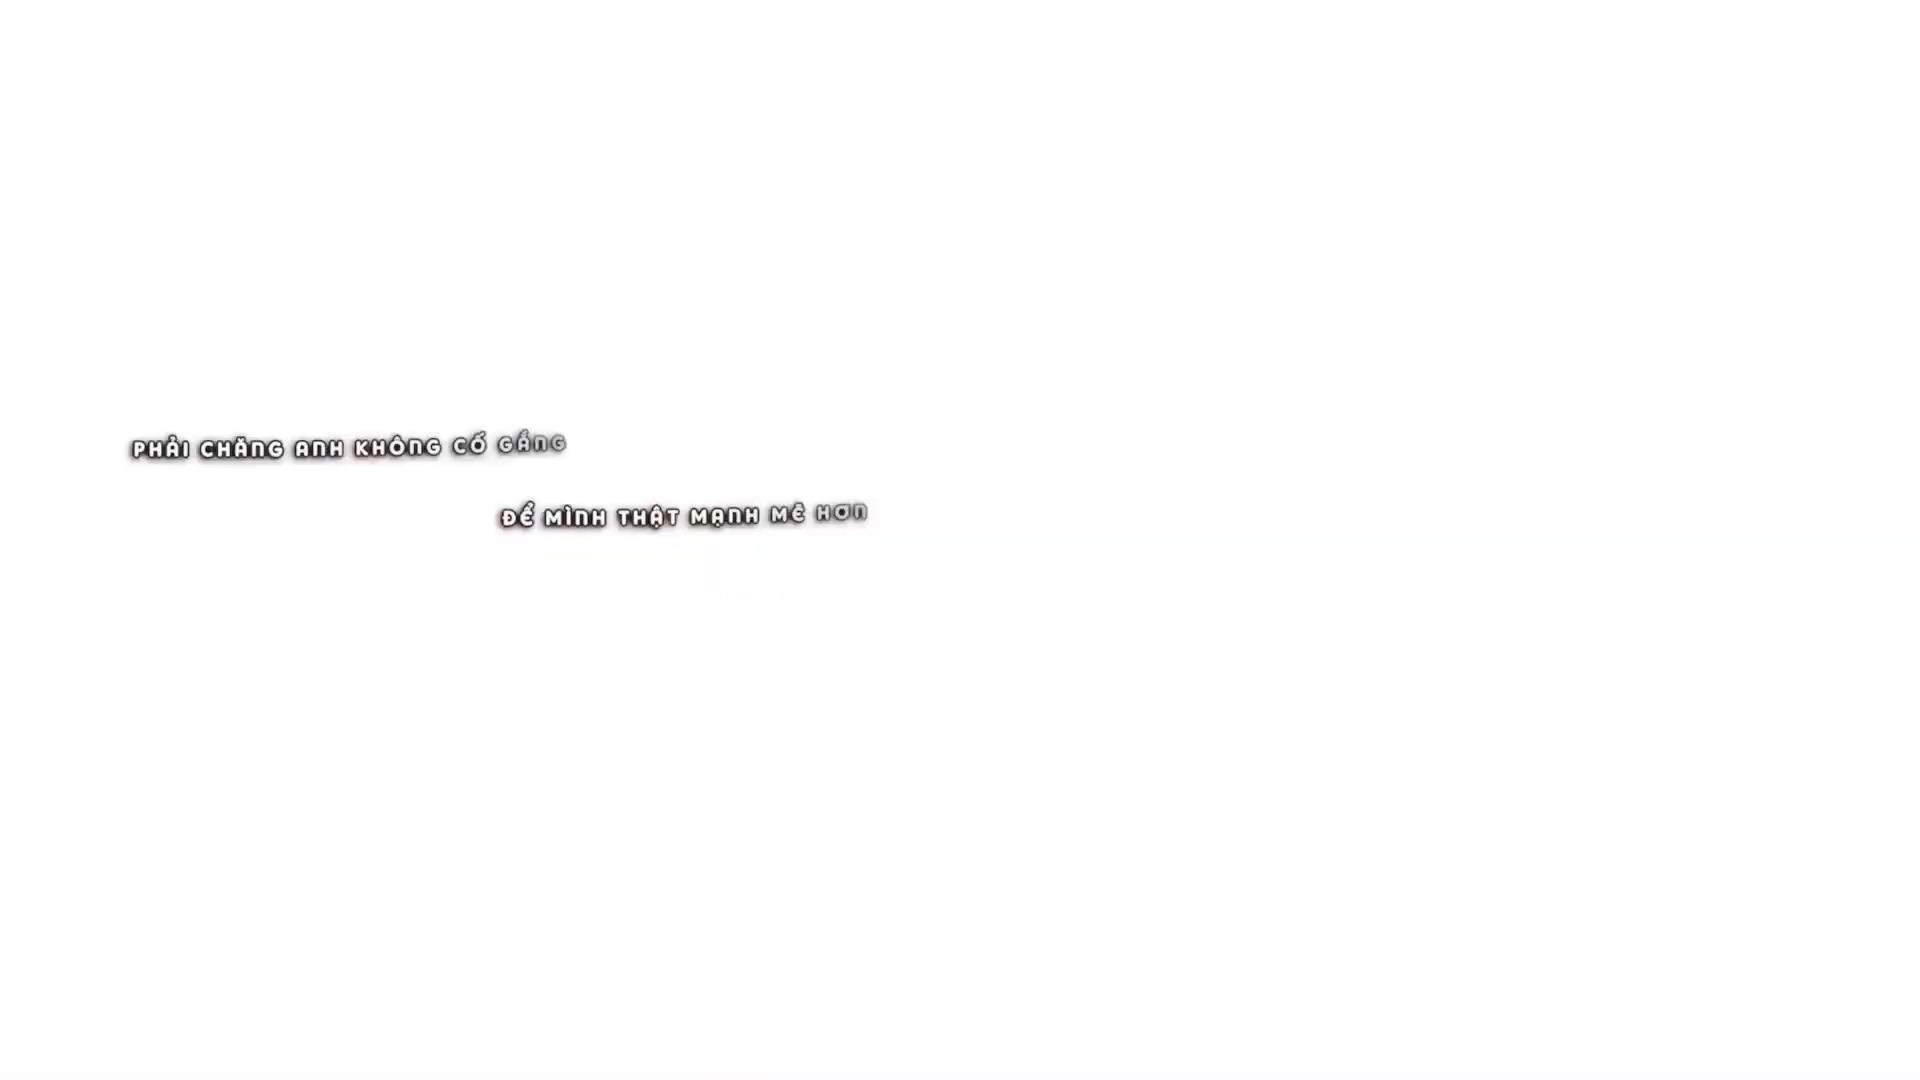 PHẢI CHĂNG ANH KHÔNG CỐ GẮNG
ĐỂ MÌNH THẬT MẠNH MẼ HƠN